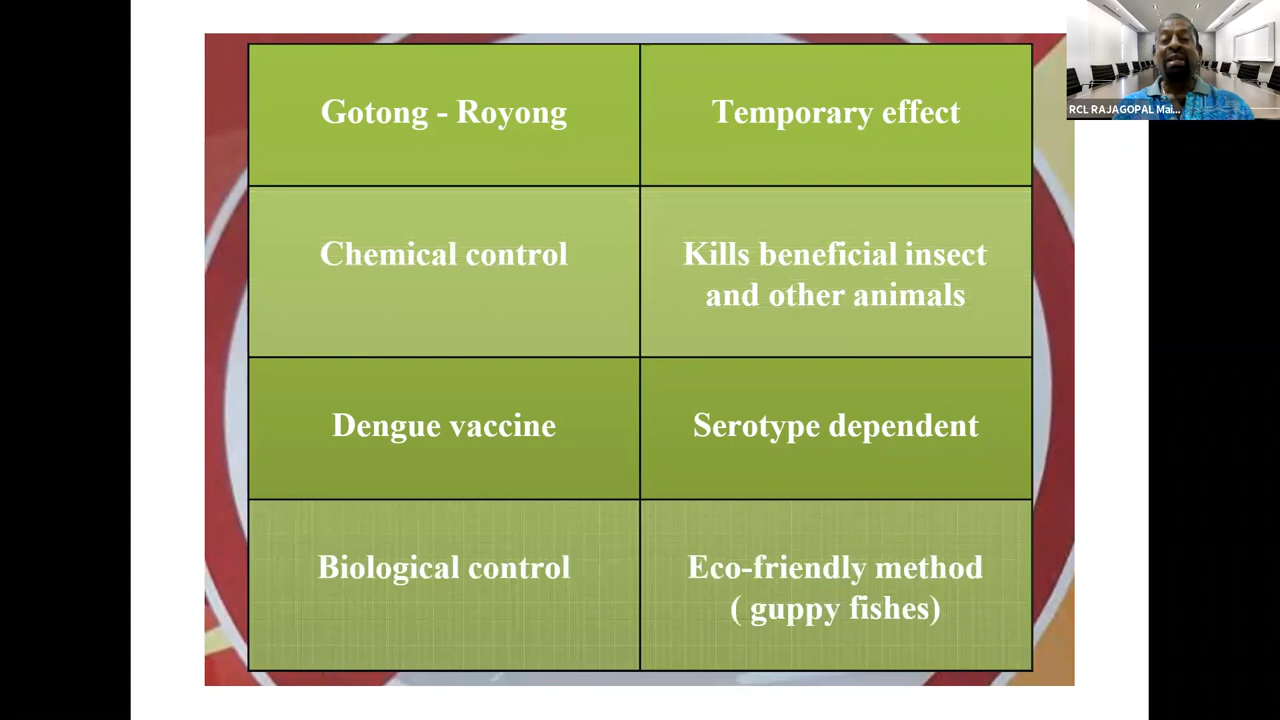 Gotong - Royong
Temporary effect
Chemical control
Kills beneficial insect
and other animals
Dengue vaccine
Serotype dependent
Biological control
Eco-friendly method
( guppy fishes)
RCL RAJAGOPAL Mai...